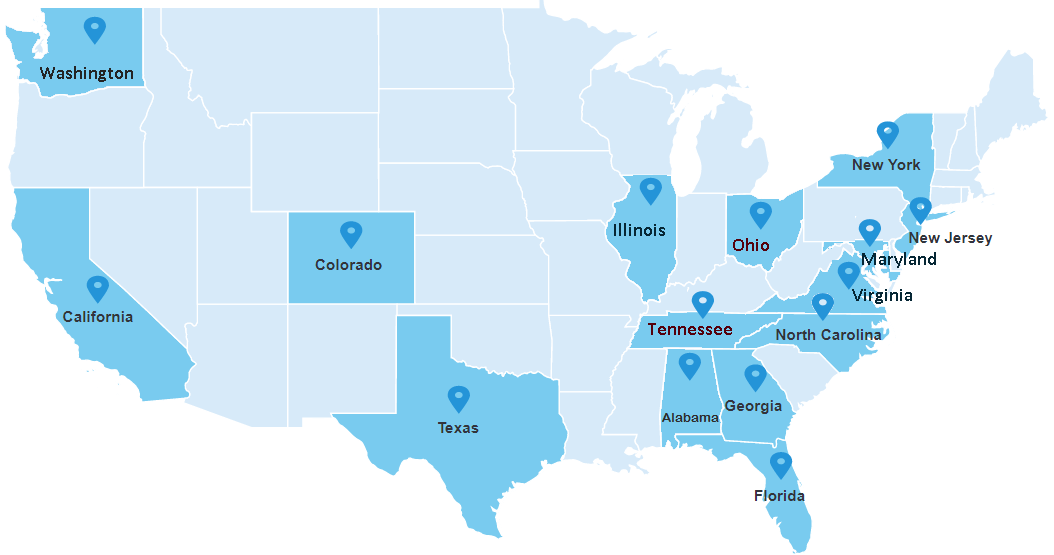 Washington
New York
Illinois
New Jersey
Ohio
Maryland
Colorado
Virginia
California
Tennessee
North Carolina
Georgia
Alabama
Texas
Florida